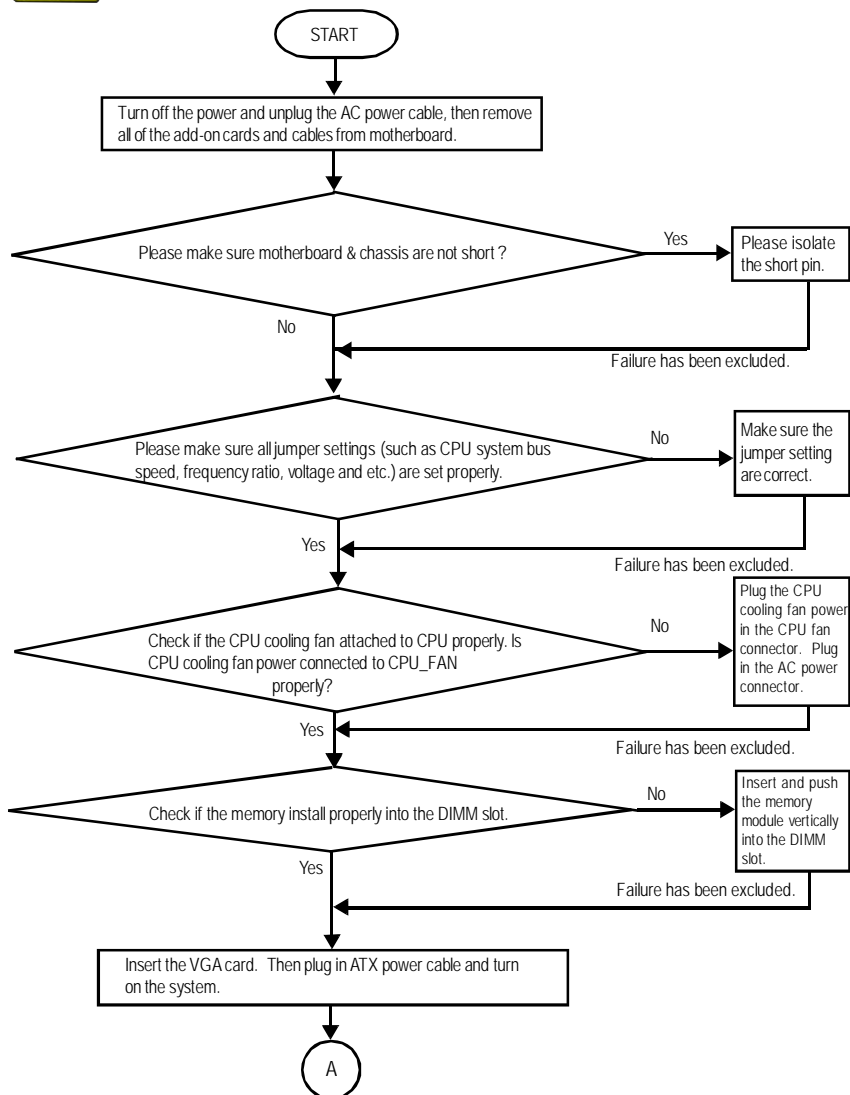 START
Turn off the power and unplug the AC power cable, then remove
all of the add-on cards and cables from motherboard.
Please make sure motherboard & chassis are not short ?
Yes
Please isolate
the short pin.
No
Failure has been excluded.
Please make sure all jumper settings (such as CPU system bus
speed, frequency ratio, voltage and etc.) are set properly.
No
Make sure the
jumper setting
are correct.
Yes
Failure has been excluded.
Check if the CPU cooling fan attached to CPU properly. Is
CPU cooling fan power connected to CPU_FAN
properly?
No
Plug the CPU
cooling fan power
in the CPU fan
connector. Plug
in the AC power
connector.
Yes
Failure has been excluded.
Check if the memory install properly into the DIMM slot.
No
Insert and push
the memory
module vertically
into the DIMM
slot.
Yes
Failure has been excluded.
Insert the VGA card. Then plug in ATX power cable and turn
on the system.
A